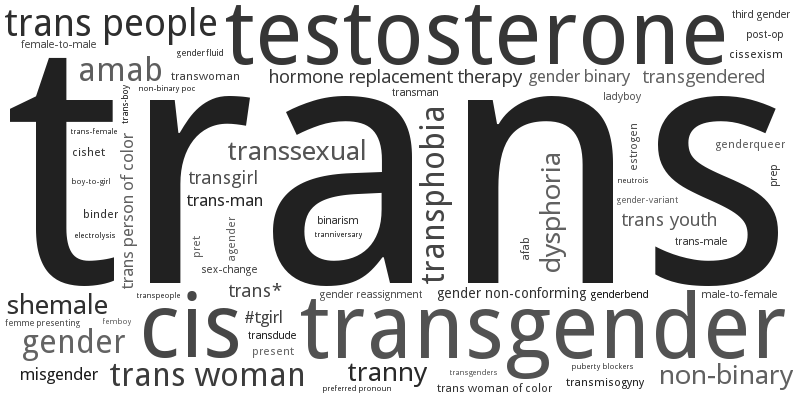 trans people
testosterone
third gender
female-to-male
post-op
genderfluid
cissexism
amab
transwoman
hormone replacement therapy
gender binary
transgendered
non-binary poc
trans-boy
transman
ladyboy
trans
trans-female
cishet
trans person of color
transsexual
transphobia
estrogen
genderqueer
boy-to-girl
transgirl
dysphoria
neutrois
prep
trans-man
gender-variant
binder
binarism
trans youth
electrolysis
pret
agender
tranniversary
afab
trans-male
sex-change
transpeople
trans*
gender reassignment
gender non-conforming
genderbend
male-to-female
shemale
cis
#tgirl
transgender
femme presenting
femboy
gender
transdude
present
misgender
trans woman
tranny
transgenders
puberty blockers
non-binary
preferred pronoun
trans woman of color
transmisogyny